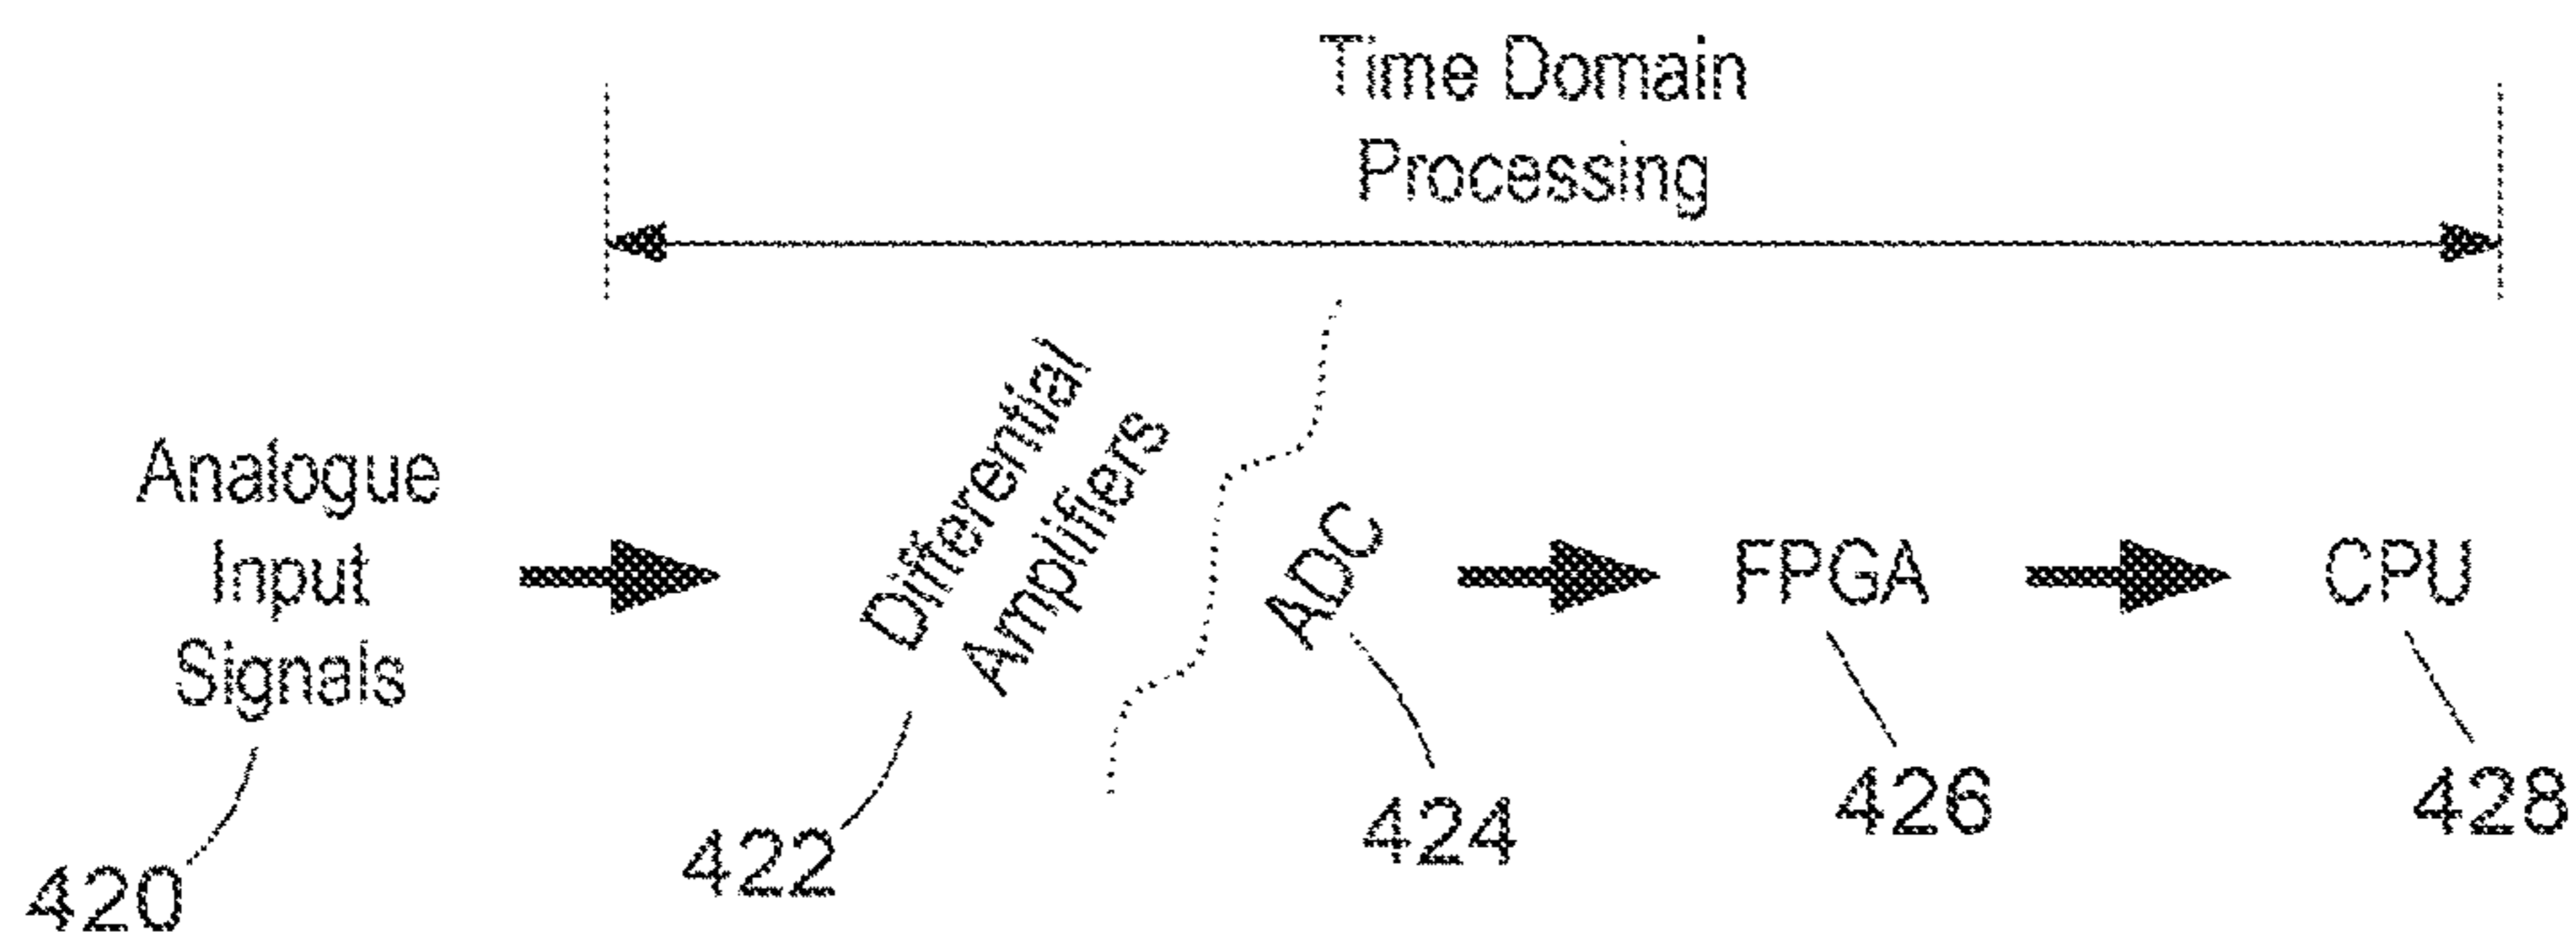 Time Domain
Processing
Analogue
Input
Signals
Differential
Amplifiers
ADC
FPGA
CPU
420
422
424
426
428